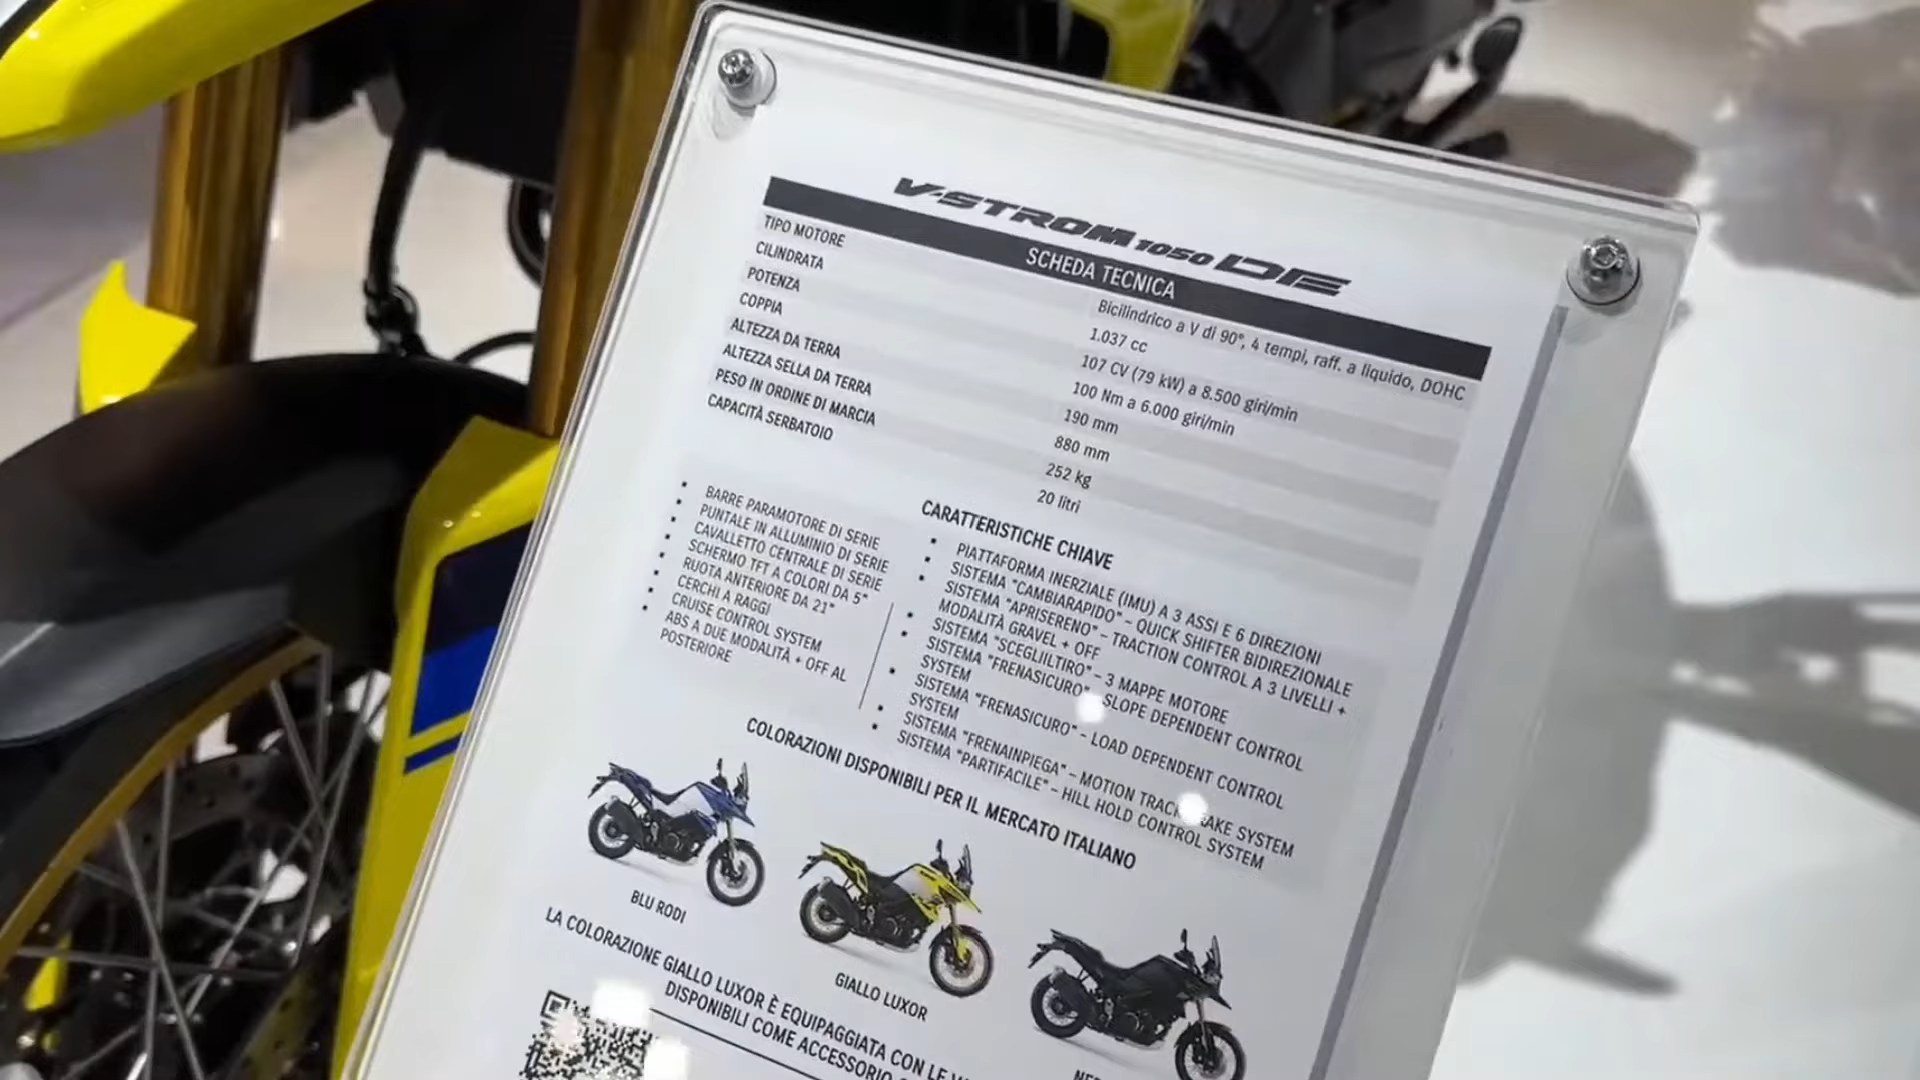 V-STROM 1050 DE
SCHEDA TECNICA
TIPO MOTORE Bicilindrico a V di 90°, 4 tempi, raff. a liquido, DOHC
CILINDRATA 1.037 cc
POTENZA 107 CV (79 kW) a 8.500 giri/min
COPPIA 100 Nm a 6.000 giri/min
ALTEZZA DA TERRA 190 mm
ALTEZZA SELLA DA TERRA 880 mm
PESO IN ORDINE DI MARCIA 252 kg
CAPACITÀ SERBATOIO 20 litri
CARATTERISTICHE CHIAVE
• BARRE PARAMOTORE DI SERIE
• PUNTALE IN ALLUMINIO DI SERIE
• CAVALLETTO CENTRALE DI SERIE
• SCHERMO TFT A COLORI DA 5"
• RUOTA ANTERIORE DA 21"
• CERCHI A RAGGI
• CRUISE CONTROL SYSTEM
• ABS A DUE MODALITÀ + OFF AL
POSTERIORE
• PIATTAFORMA INERZIALE (IMU) A 3 ASSI E 6 DIREZIONI
• SISTEMA "CAMBIARAPIDO" – QUICK SHIFTER BIDIREZIONALE
• SISTEMA "APRISERENO" – TRACTION CONTROL A 3 LIVELLI +
MODALITÀ GRAVEL + OFF
• SISTEMA "SCEGLIILTIRO" – 3 MAPPE MOTORE
• SISTEMA "FRENASICURO" – SLOPE DEPENDENT CONTROL
SYSTEM
• SISTEMA "FRENASICURO" – LOAD DEPENDENT CONTROL
SYSTEM
• SISTEMA "FRENAINPIEGA" – MOTION TRACK SYSTEM
• SISTEMA "PARTIFACILE" – HILL HOLD CONTROL SYSTEM
COLORAZIONI DISPONIBILI PER IL MERCATO ITALIANO
BLU RODI
GIALLO LUXOR
LA COLORAZIONE GIALLO LUXOR È EQUIPAGGIATA CON LE
DISPONIBILI COME ACCESSORIO